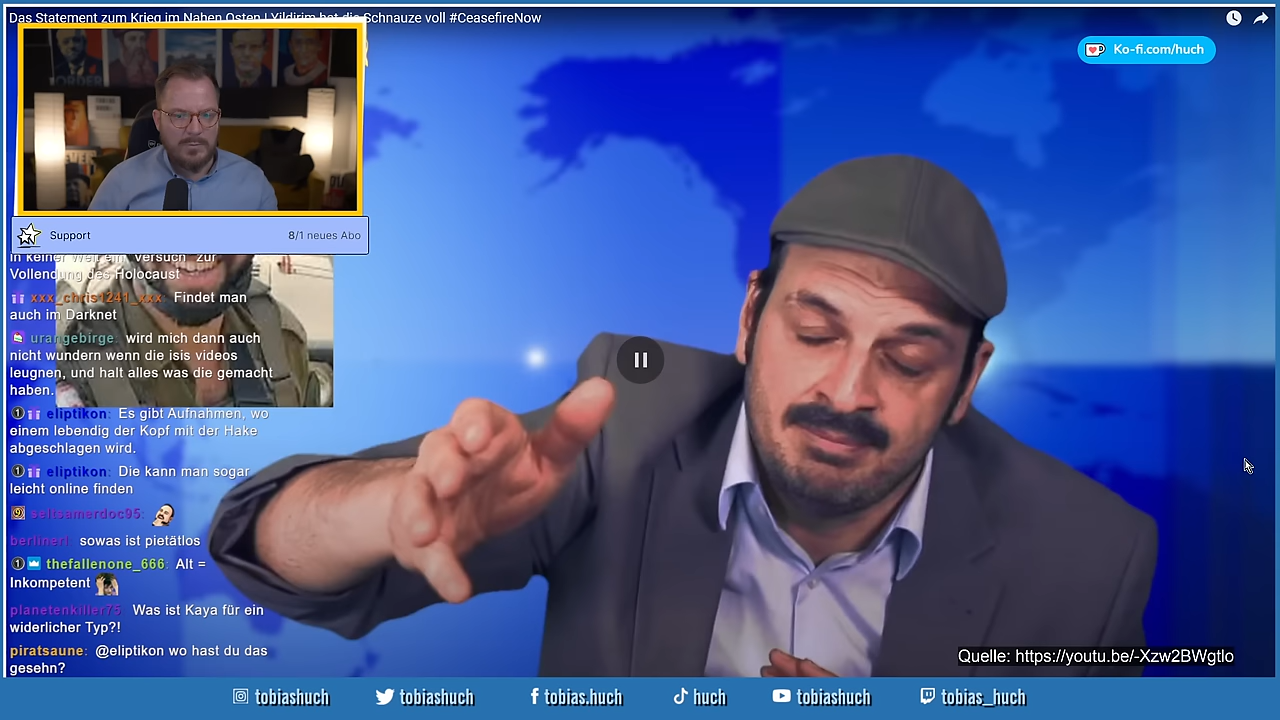 Das Statement zum Krieg im Nahen Osten | Yildirim hat die Schnauze voll #CeasefireNow
Ko-fi.com/huch
Support
8/1 neues Abo
in keiner Welt ein "versuch" zur
Vollendung des Holocaust
xxx_chris1241_xxx: Findet man
auch im Darknet
urangebirge: wird mich dann auch
nicht wundern wenn die isis videos
leugnen, und halt alles was die gemacht
haben.
eliptikon: Es gibt Aufnahmen, wo
einem lebendig der Kopf mit der Hake
abgeschlagen wird.
eliptikon: Die kann man sogar
leicht online finden
seltsamerdoc95:
berlinerl: sowas ist pietätlos
thefallenone_666: Alt =
Inkompetent
planetenkiller75 Was ist Kaya für ein
widerlicher Typ?!
piratsaune: @eliptikon wo hast du das
gesehn?
Quelle: https://youtu.be/-Xzw2BWgtlo
tobiashuch
tobiashuch
tobias.huch
huch
tobiashuch
tobias_huch